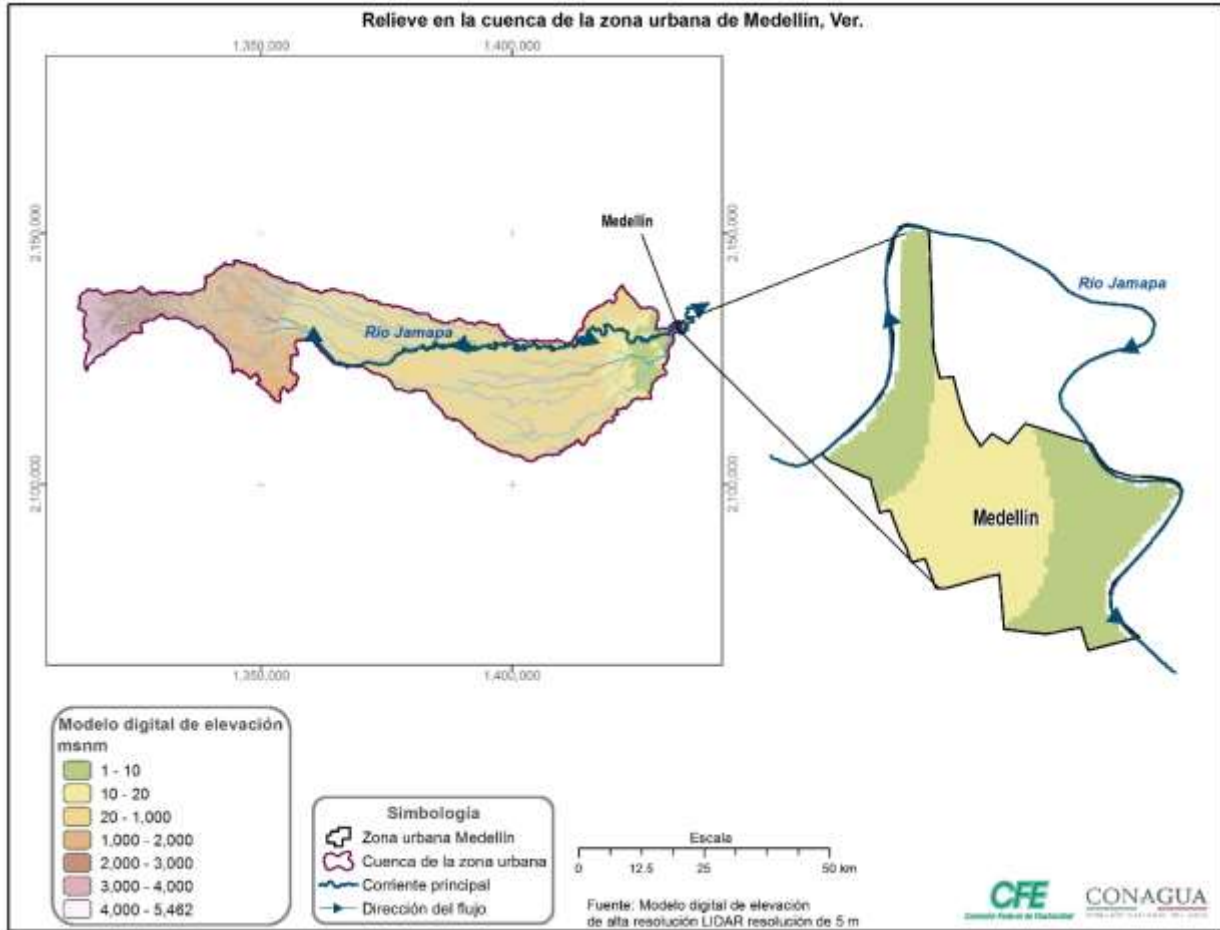 Relieve en la cuenca de la zona urbana de Medellín, Ver.
1,350,000
1,400,000
2,150,000
2,150,000
Medellín
Río Jamapa
Río Jamapa
2,100,000
2,100,000
Medellín
1,350,000
1,400,000
Modelo digital de elevación
msnm
1 - 10
10 - 20
20 - 1,000
1,000 - 2,000
2,000 - 3,000
3,000 - 4,000
4,000 - 5,462
Simbología
Zona urbana Medellín
Cuenca de la zona urbana
Corriente principal
Dirección del flujo
Escala
0 12.5 25 50 km
Fuente: Modelo digital de elevación
de alta resolución LIDAR resolución de 5 m
CFE
Comisión Federal de Electricidad
CONAGUA